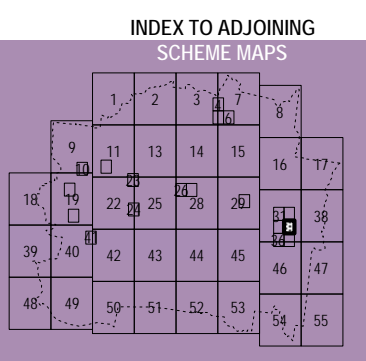 INDEX TO ADJOINING
SCHEME MAPS
1 2 3 4 7
6 8
9 11 13 14 15
10 16 17
18 19 23 26
22 24 25 28 29 31 38
36
39 40 41 42 43 44 45
46 47
48 49 50 51 52 53
54 55